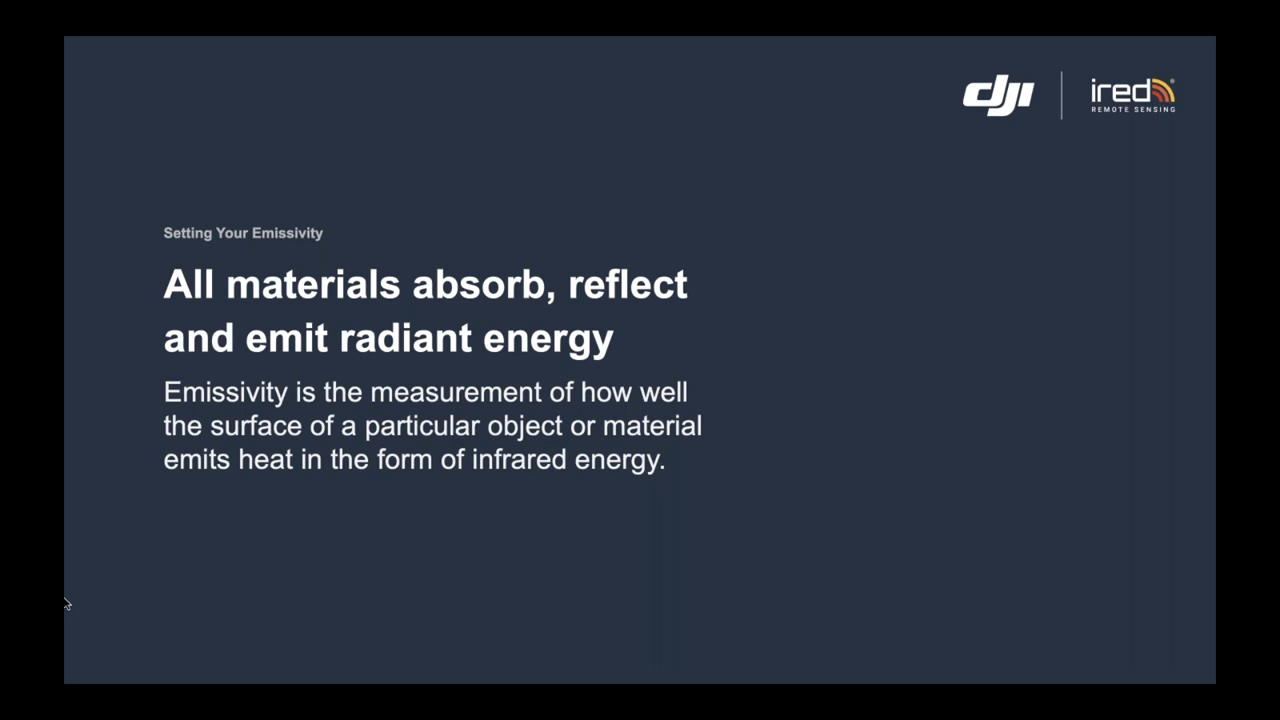 dji
ired
REMOTE SENSING
Setting Your Emissivity
All materials absorb, reflect
and emit radiant energy
Emissivity is the measurement of how well
the surface of a particular object or material
emits heat in the form of infrared energy.